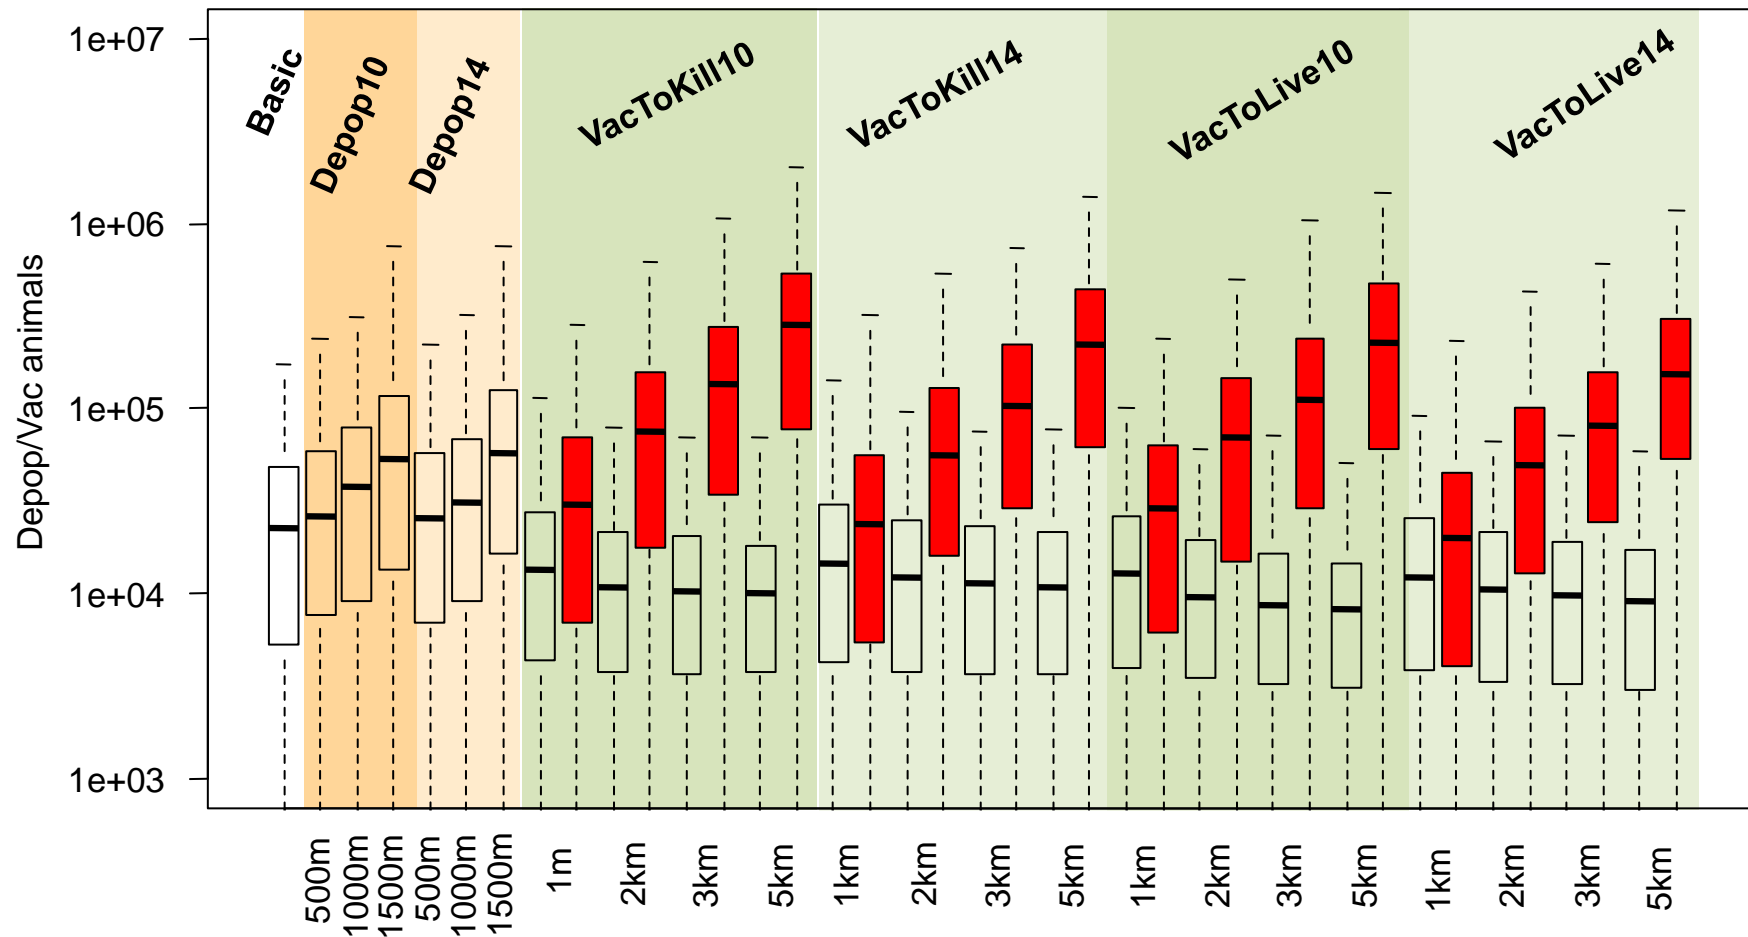 Basic
Depop10
Depop14
VacToKill10
VacToKill14
VacToLive10
VacToLive14
Depop/Vac animals
1e+07
1e+06
1e+05
1e+04
1e+03
500m
1000m
1500m
500m
1000m
1500m
1m
2km
3km
5km
1km
2km
3km
5km
1km
2km
3km
5km
1km
2km
3km
5km